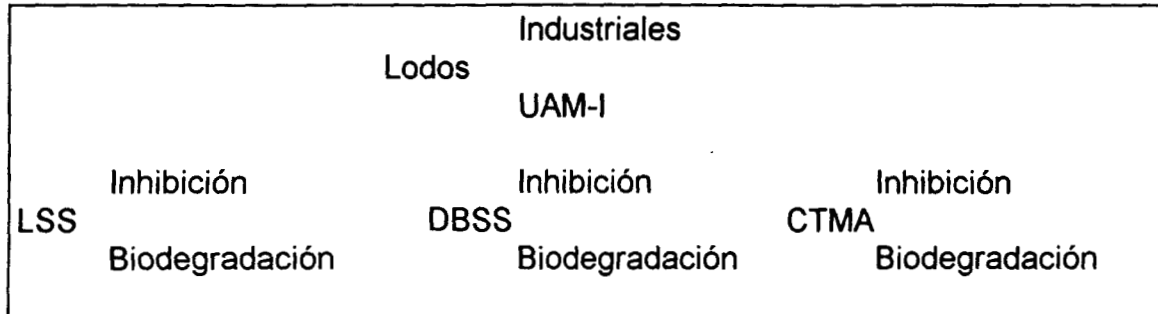 Industriales
Lodos
UAM-I
Inhibición Inhibición Inhibición
LSS DBSS CTMA
Biodegradación Biodegradación Biodegradación